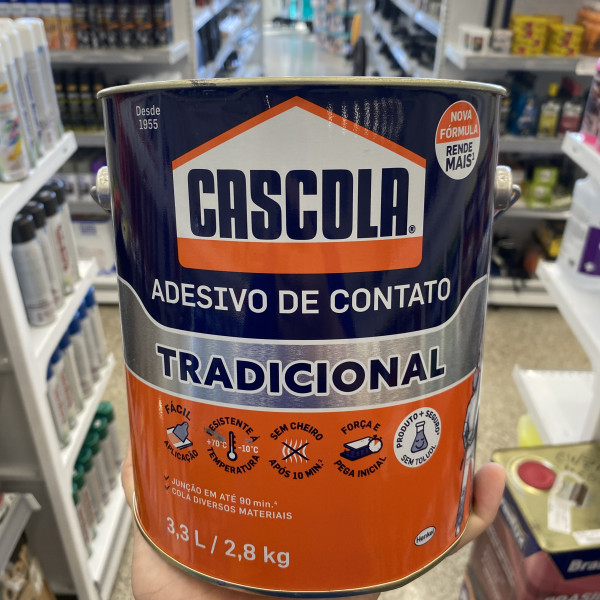 Desde
1955
NOVA
FÓRMULA
RENDE
MAIS¹
CASCOLA®
ADESIVO DE CONTATO
TRADICIONAL
FÁCIL
APLICAÇÃO
RESISTENTE À
+70°C -10°C
TEMPERATURA
SEM CHEIRO
APÓS 10 MIN.
FORÇA E
PEGA INICIAL
PRODUTO + SEGURO*
SEM TOLUOL
JUNÇÃO EM ATÉ 90 min.
COLA DIVERSOS MATERIAIS
3,3 L / 2,8 kg
Henkel